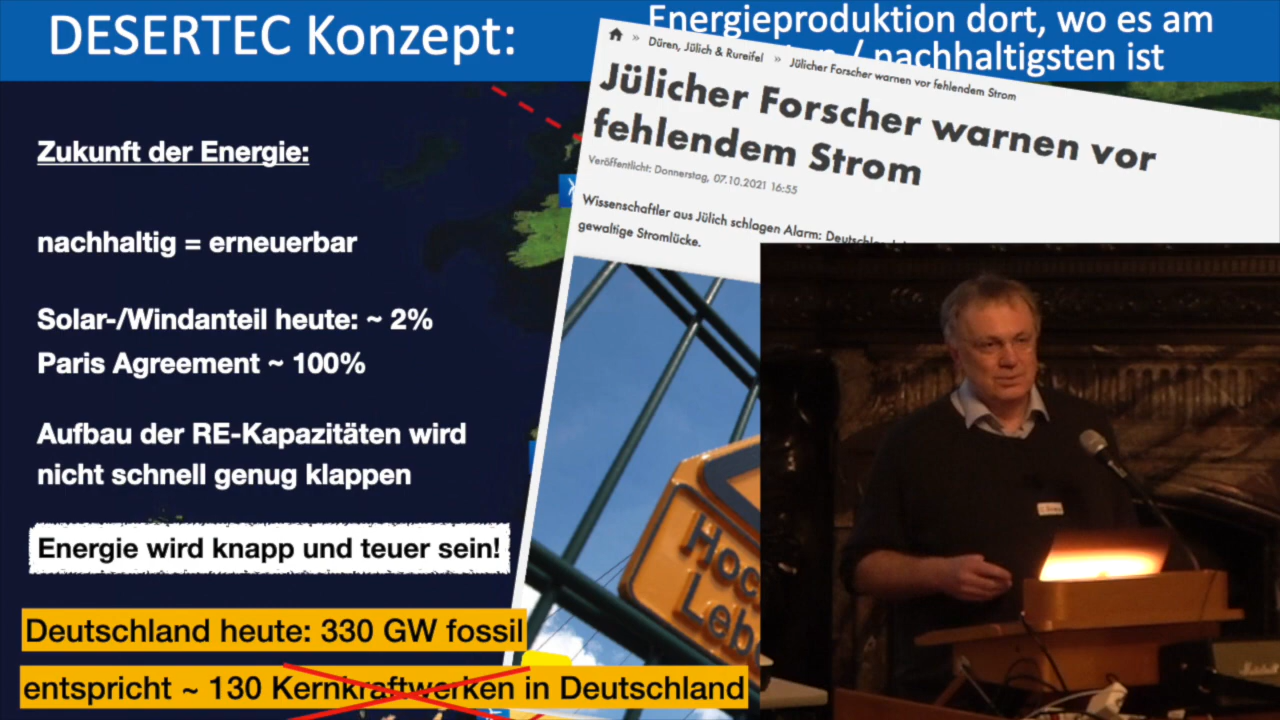 DESERTEC Konzept:
Energieproduktion dort, wo es am
/ nachhaltigsten ist
Düren, Jülich & Rureifel » Jülicher Forscher warnen vor fehlendem Strom
Jülicher Forscher warnen vor
fehlendem Strom
Veröffentlicht: Donnerstag, 07.10.2021 16:55
Wissenschaftler aus Jülich schlagen Alarm:
gewaltige Stromlücke.
Zukunft der Energie:
nachhaltig = erneuerbar
Solar-/Windanteil heute: ~ 2%
Paris Agreement ~ 100%
Aufbau der RE-Kapazitäten wird
nicht schnell genug klappen
Energie wird knapp und teuer sein!
Deutschland heute: 330 GW fossil
entspricht ~ 130 Kernkraftwerken in Deutschland
Hoc
Leb